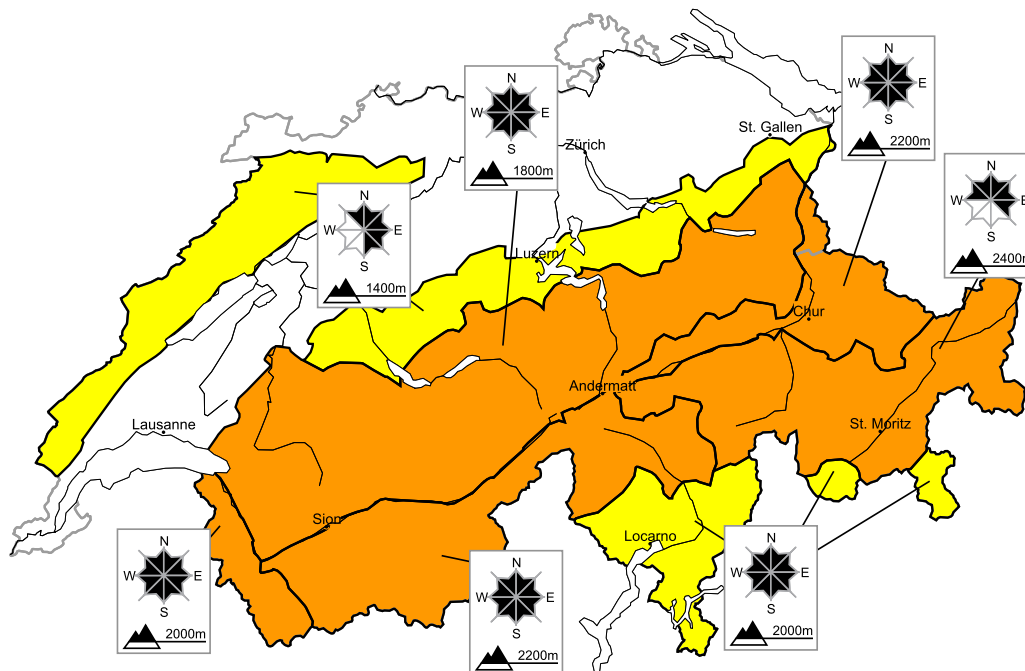 N
W E
S
2200m
N
W E
S
1800m
St. Gallen
Zürich
N
W E
S
2400m
N
W E
S
1400m
Luzern
Chur
Andermatt
Lausanne
St. Moritz
Sion
Locarno
N
W E
S
2000m
N
W E
S
2200m
N
W E
S
2000m